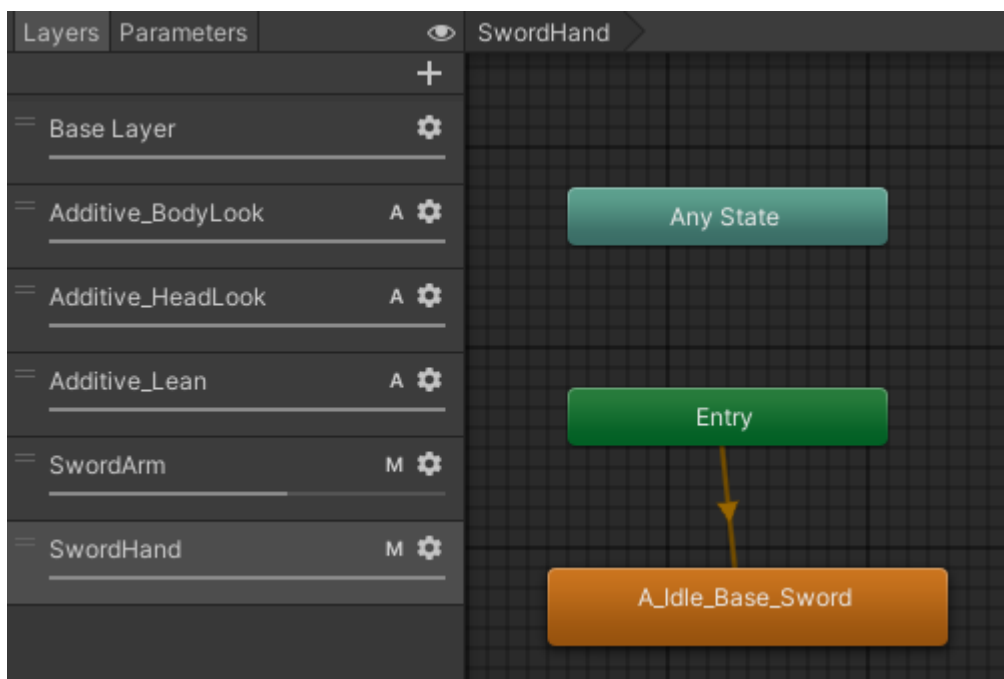 Layers Parameters
SwordHand
Base Layer
Additive_BodyLook A
Additive_HeadLook A
Additive_Lean A
SwordArm M
SwordHand M
Any State
Entry
A_Idle_Base_Sword